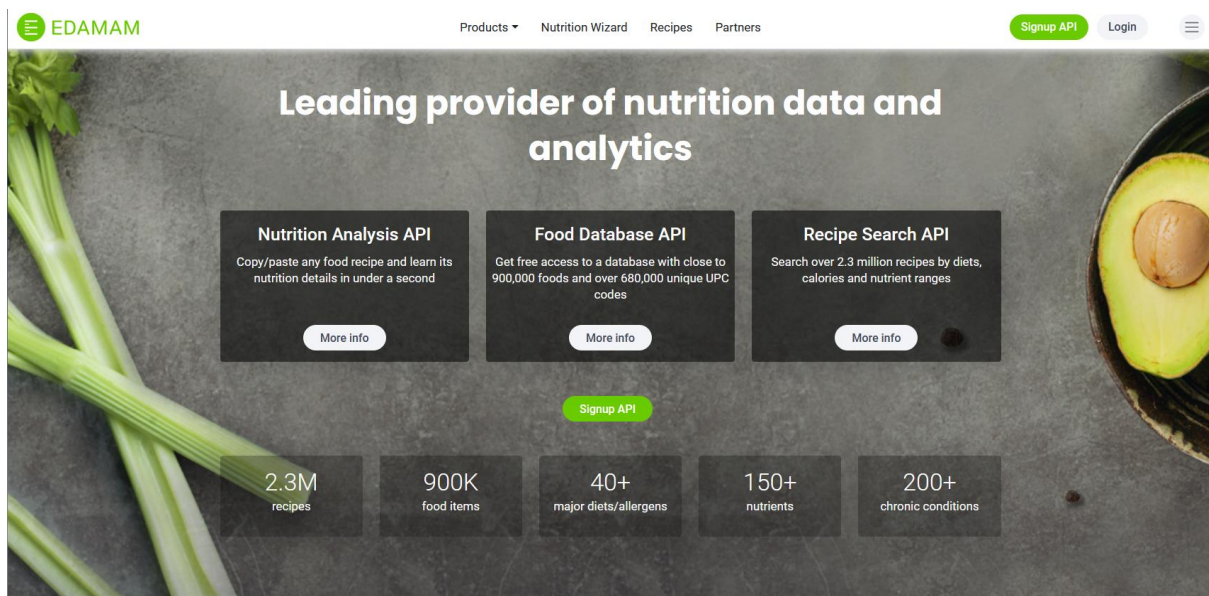 EDAMAM
Products
Nutrition Wizard
Recipes
Partners
Signup API
Login
Leading provider of nutrition data and
analytics
Nutrition Analysis API
Copy/paste any food recipe and learn its
nutrition details in under a second
More info
Food Database API
Get free access to a database with close to
900,000 foods and over 680,000 unique UPC
codes
More info
Recipe Search API
Search over 2.3 million recipes by diets,
calories and nutrient ranges
More info
Signup API
2.3M
recipes
900K
food items
40+
major diets/allergens
150+
nutrients
200+
chronic conditions